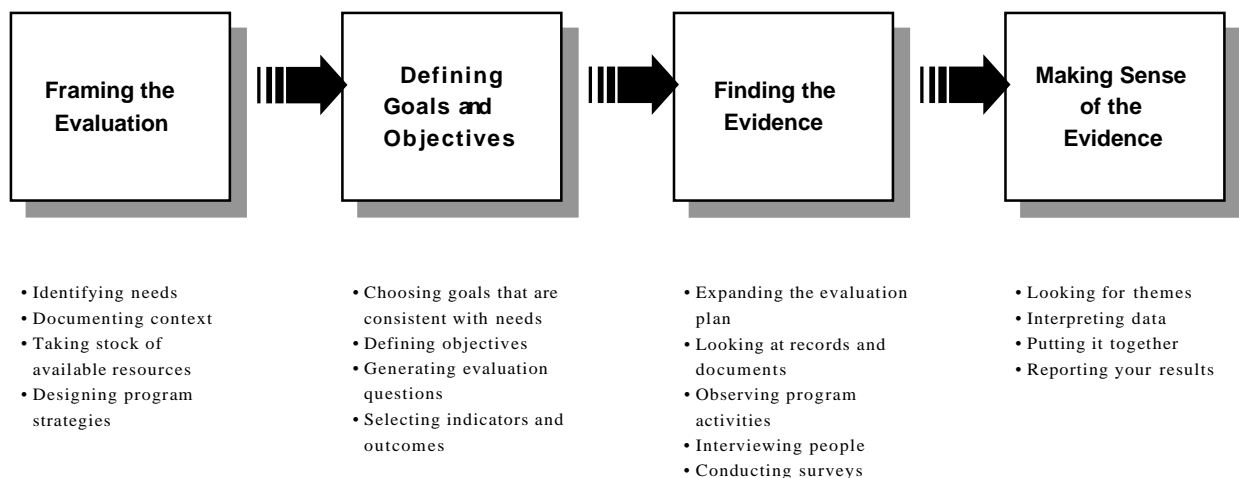 Framing the
Evaluation
Defining
Goals and
Objectives
Finding the
Evidence
Making Sense
of the
Evidence
• Identifying needs
• Documenting context
• Taking stock of
available resources
• Designing program
strategies
• Choosing goals that are
consistent with needs
• Defining objectives
• Generating evaluation
questions
• Selecting indicators and
outcomes
• Expanding the evaluation
plan
• Looking at records and
documents
• Observing program
activities
• Interviewing people
• Conducting surveys
• Looking for themes
• Interpreting data
• Putting it together
• Reporting your results